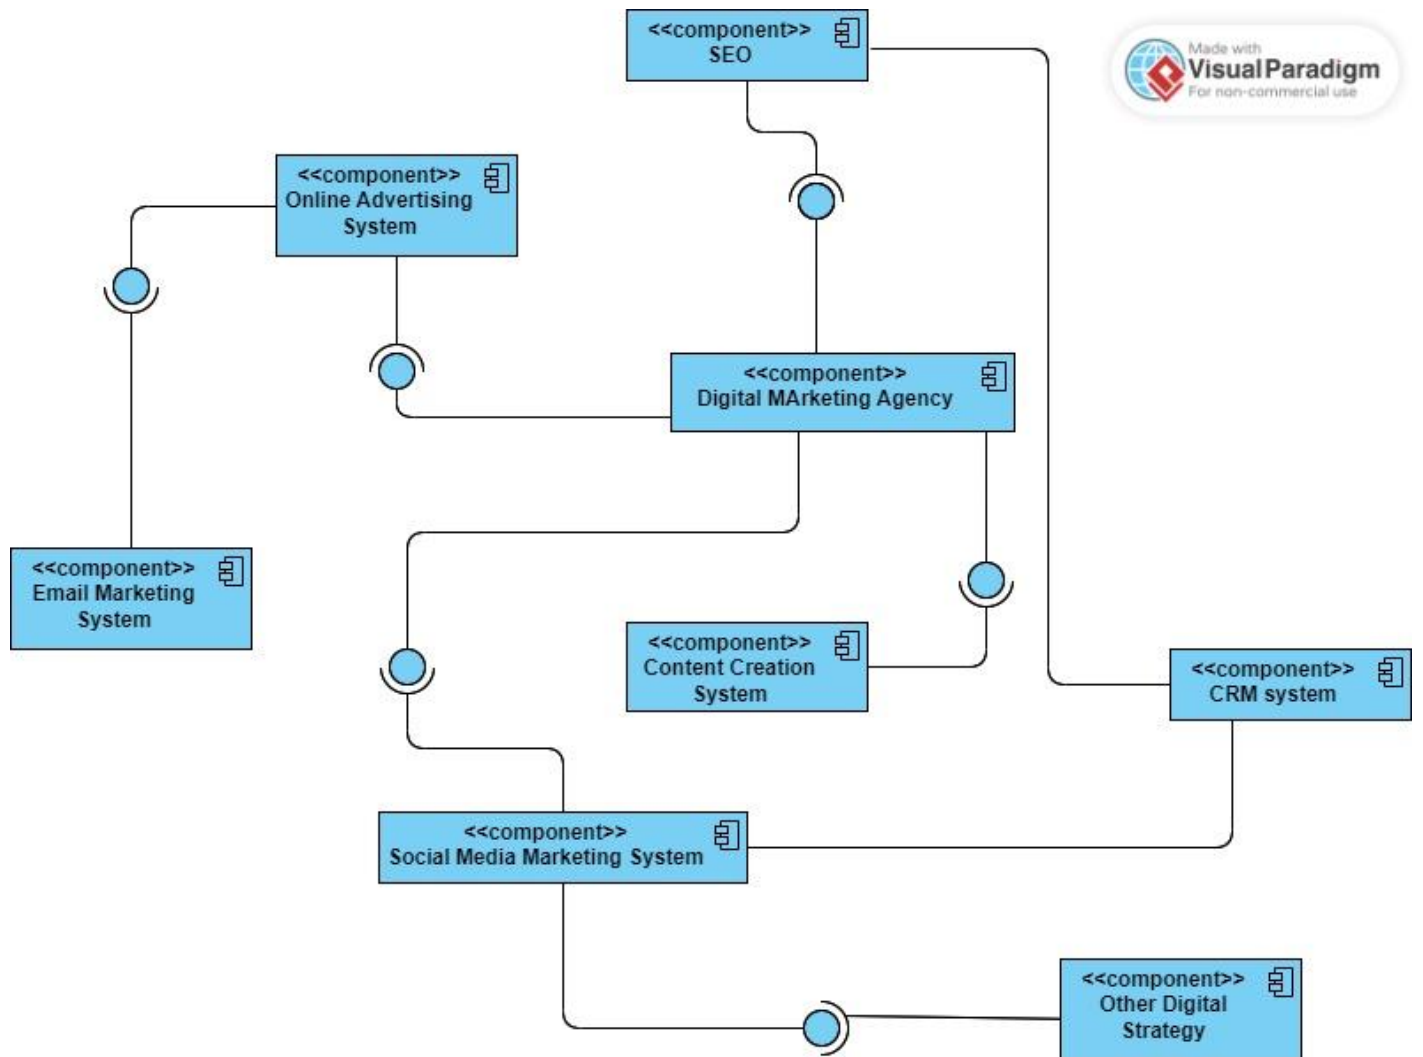 <<component>>
SEO
Made with
Visual Paradigm
For non-commercial use
<<component>>
Online Advertising
System
<<component>>
Digital MArketing Agency
<<component>>
Email Marketing
System
<<component>>
Content Creation
System
<<component>>
CRM system
<<component>>
Social Media Marketing System
<<component>>
Other Digital
Strategy